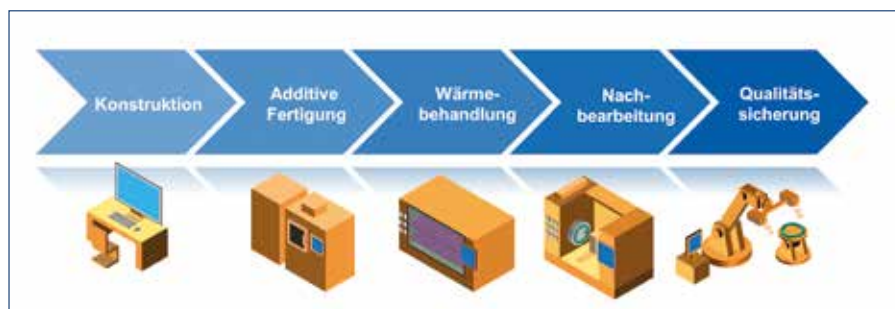 Konstruktion
Additive
Fertigung
Wärme-
behandlung
Nach-
bearbeitung
Qualitäts-
sicherung